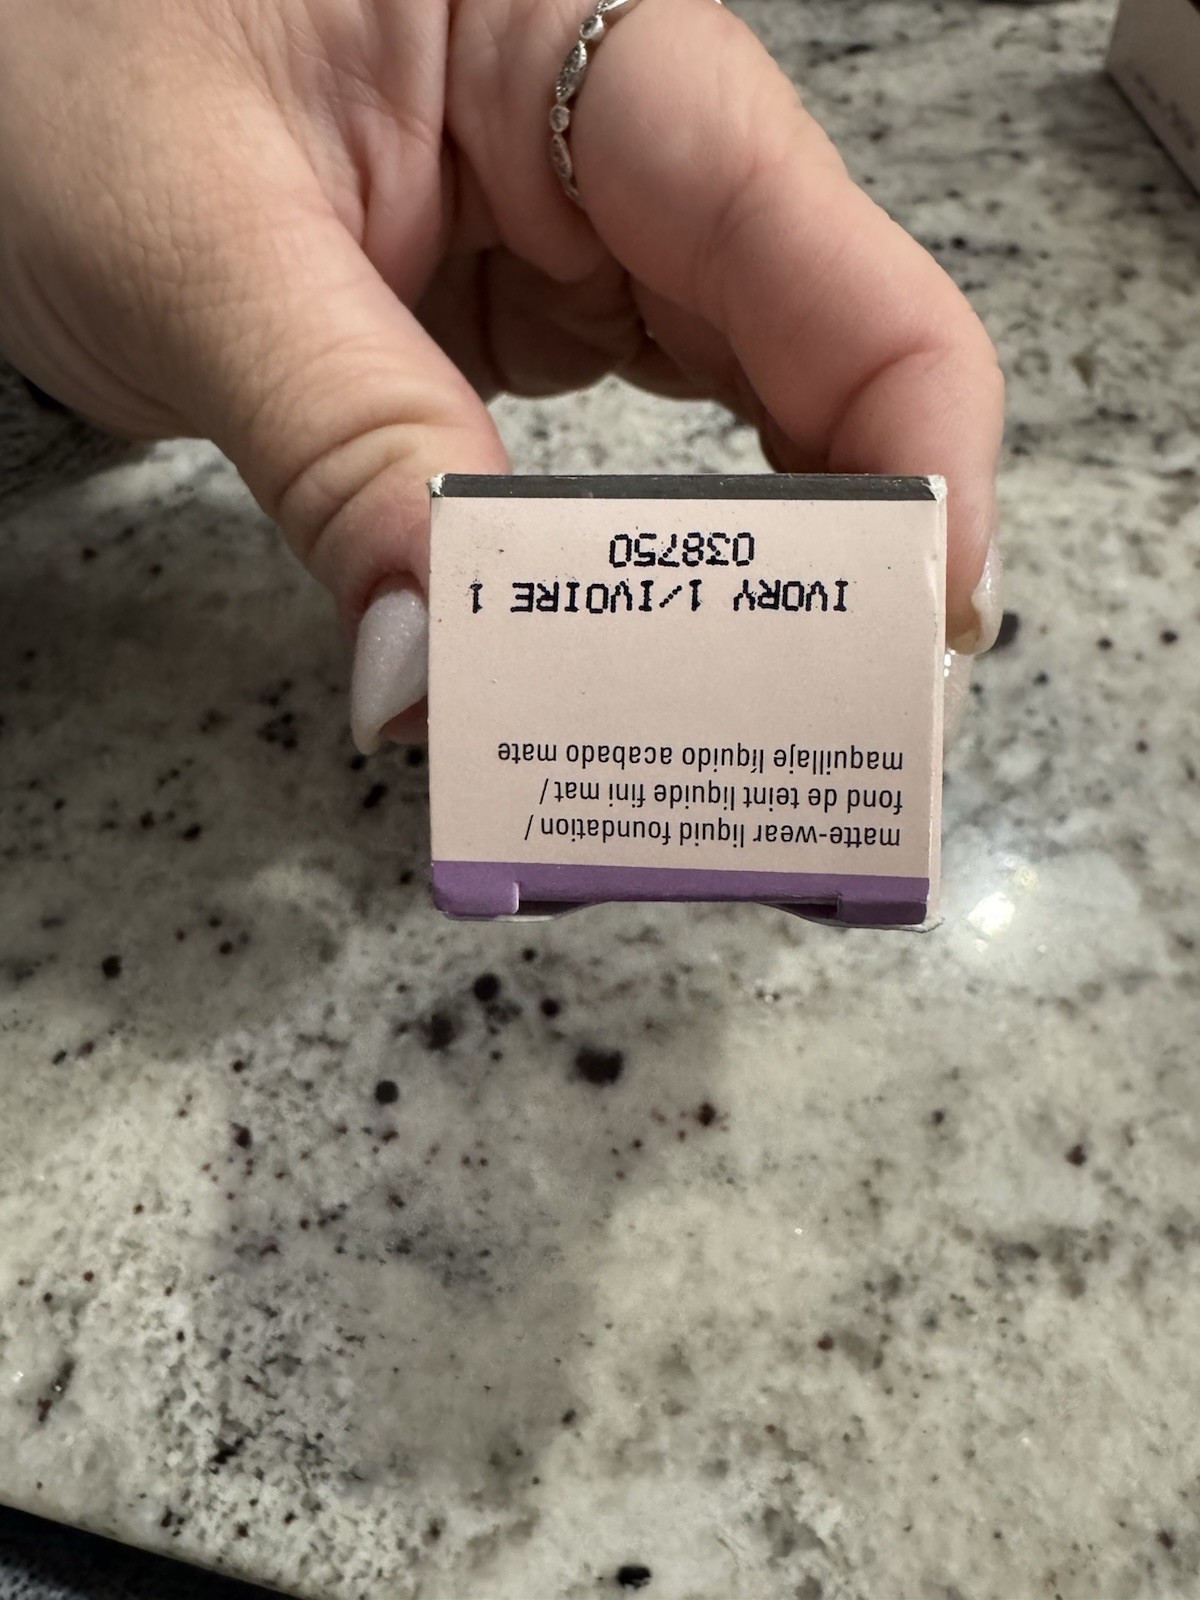 matte-wear liquid foundation/
fond de teint liquide fini mat/
maquillaje líquido acabado mate
IVORY 1/IVOIRE 1
038750